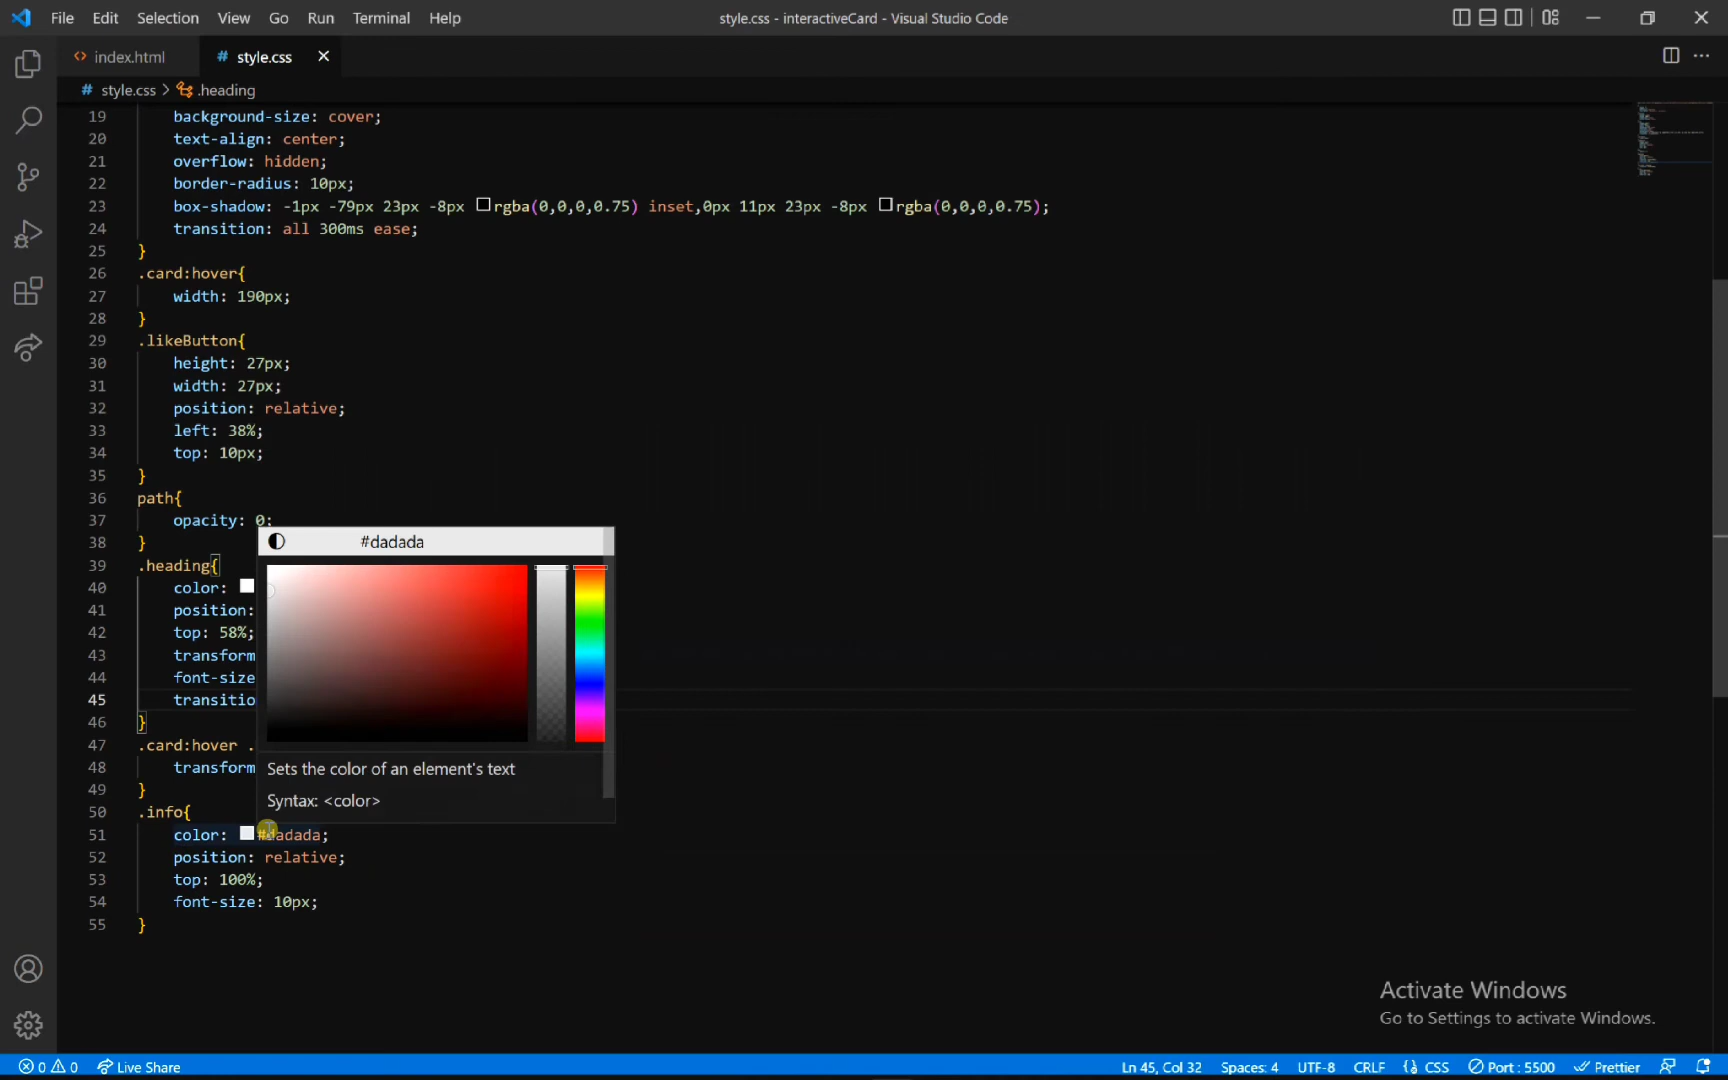 File Edit Selection View Go Run Terminal Help
style.css - interactiveCard - Visual Studio Code
index.html
# style.css
# style.css > .heading
19 background-size: cover;
20 text-align: center;
21 overflow: hidden;
22 border-radius: 10px;
23 box-shadow: -1px -79px 23px -8px rgba(0,0,0,0.75) inset,0px 11px 23px -8px rgba(0,0,0,0.75);
24 transition: all 300ms ease;
25 }
26 .card:hover{
27 width: 190px;
28 }
29 .likeButton{
30 height: 27px;
31 width: 27px;
32 position: relative;
33 left: 38%;
34 top: 10px;
35 }
36 path{
37 opacity: 0;
38 }
#dadada
39 .heading{
40 color:
41 position:
42 top: 58%;
43 transform
44 font-size
45 transitio
46 }
47 .card:hover .
48 transform
49 }
Sets the color of an element's text
Syntax: <color>
50 .info{
51 color: #dadada;
52 position: relative;
53 top: 100%;
54 font-size: 10px;
55 }
Activate Windows
Go to Settings to activate Windows.
0 0 Live Share
Ln 45, Col 32 Spaces: 4 UTF-8 CRLF {} CSS Port : 5500 Prettier